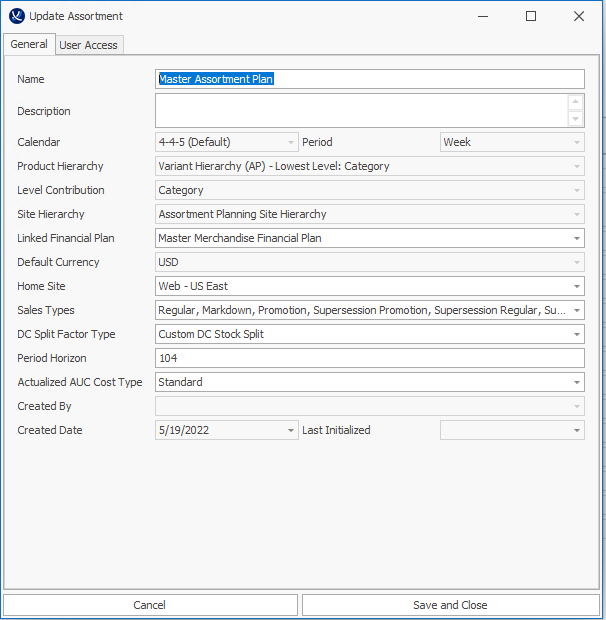 Update Assortment
General User Access
Name Master Assortment Plan
Description
Calendar 4-4-5 (Default) Period Week
Product Hierarchy Variant Hierarchy (AP) - Lowest Level: Category
Level Contribution Category
Site Hierarchy Assortment Planning Site Hierarchy
Linked Financial Plan Master Merchandise Financial Plan
Default Currency USD
Home Site Web - US East
Sales Types Regular, Markdown, Promotion, Supersession Promotion, Supersession Regular, Su...
DC Split Factor Type Custom DC Stock Split
Period Horizon 104
Actualized AUC Cost Type Standard
Created By
Created Date 5/19/2022 Last Initialized
Cancel Save and Close